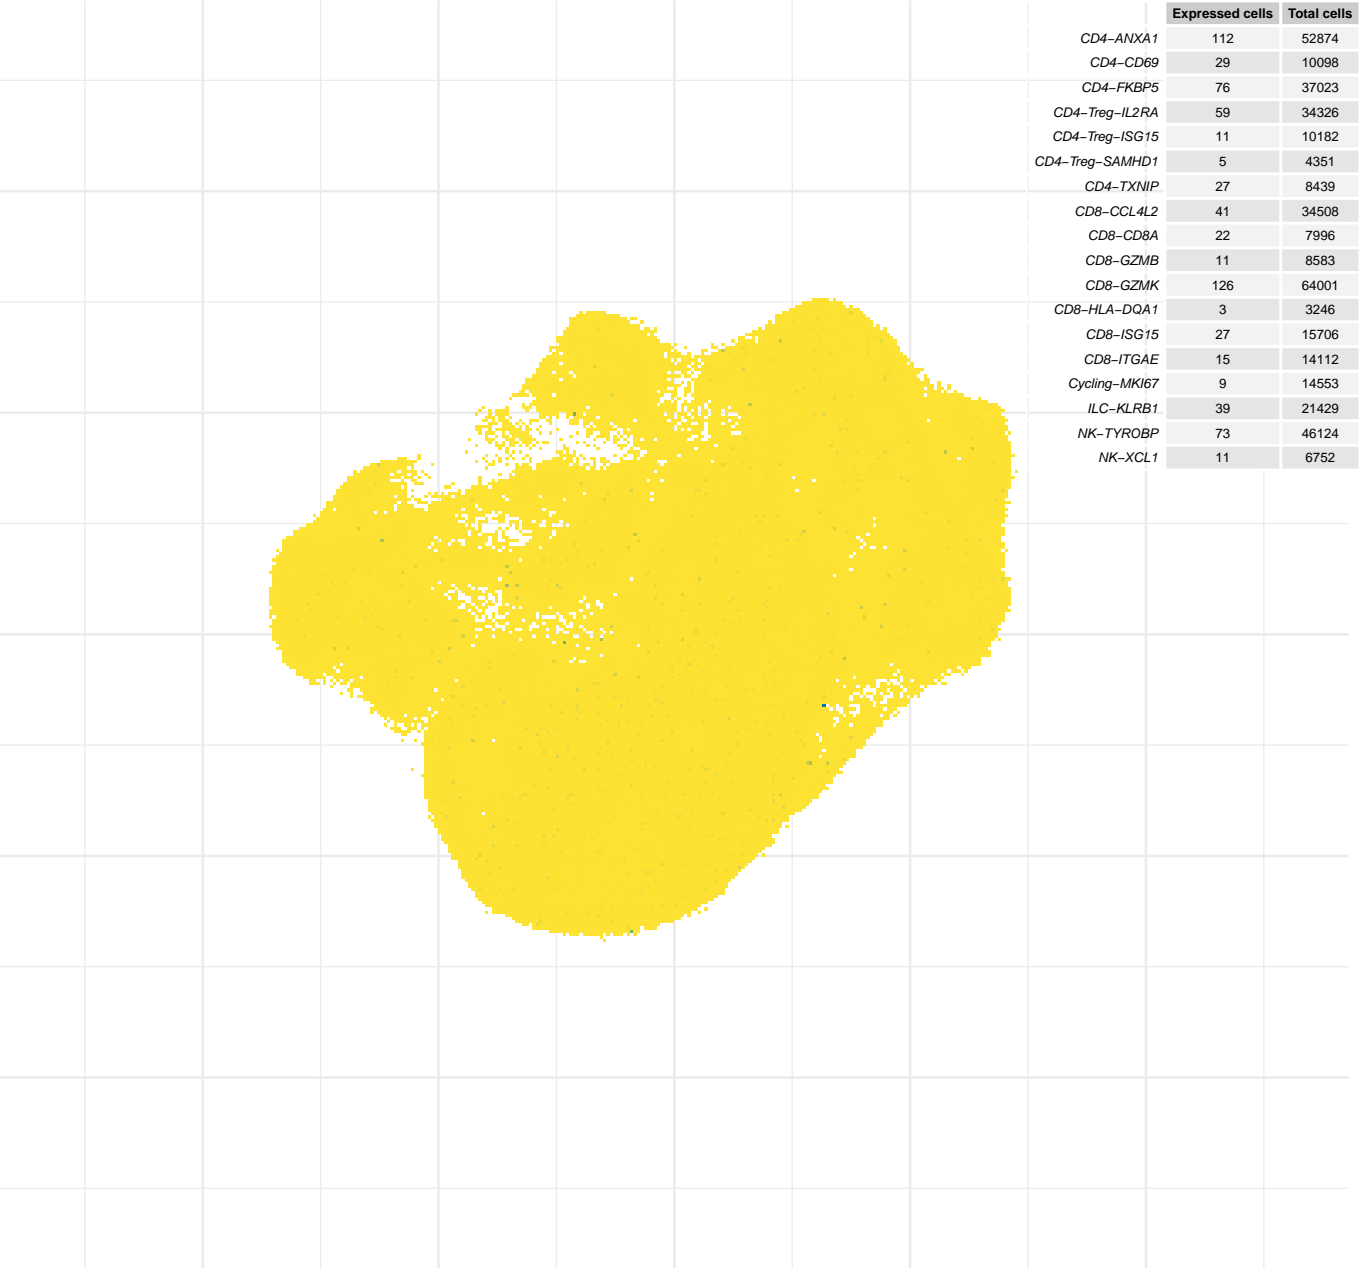 Expressed cells Total cells
CD4−ANXA1 112 52874
CD4−CD69 29 10098
CD4−FKBP5 76 37023
CD4−Treg−IL2RA 59 34326
CD4−Treg−ISG15 11 10182
CD4−Treg−SAMHD1 5 4351
CD4−TXNIP 27 8439
CD8−CCL4L2 41 34508
CD8−CD8A 22 7996
CD8−GZMB 11 8583
CD8−GZMK 126 64001
CD8−HLA−DQA1 3 3246
CD8−ISG15 27 15706
CD8−ITGAE 15 14112
Cycling−MKI67 9 14553
ILC−KLRB1 39 21429
NK−TYROBP 73 46124
NK−XCL1 11 6752